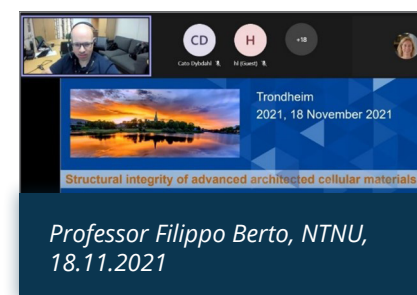 CD
H
+18
Cato Dybdahl
hl (Guest)
Trondheim
2021, 18 November 2021
Structural integrity of advanced architected cellular materials
Professor Filippo Berto, NTNU,
18.11.2021